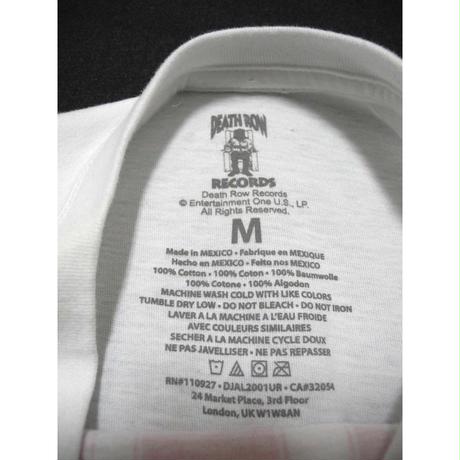 DEATH ROW
RECORDS
Death Row Records
© Entertainment One U.S., LP.
All Rights Reserved.
M
Made in MEXICO • Fabrique en MEXIQUE
Hecho en MEXICO • Feito nos MEXICO
100% Cotton • 100% Coton • 100% Baumwolle
100% Cotone • 100% Algodon
MACHINE WASH COLD WITH LIKE COLORS
TUMBLE DRY LOW • DO NOT BLEACH • DO NOT IRON
LAVER A LA MACHINE A L'EAU FROIDE
AVEC COULEURS SIMILAIRES
SECHER A LA MACHINE CYCLE DOUX
NE PAS JAVELLISER • NE PAS REPASSER
RN#110927 • DJAL2001UR • CA#32054
24 Market Place, 3rd Floor
London, UK W1W8AN